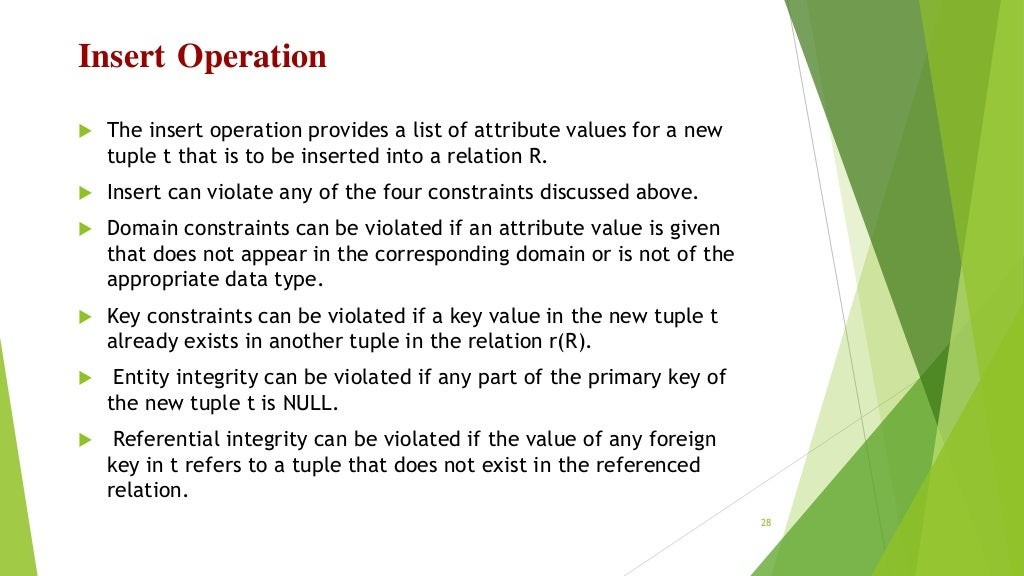 Insert Operation
The insert operation provides a list of attribute values for a new
tuple t that is to be inserted into a relation R.
Insert can violate any of the four constraints discussed above.
Domain constraints can be violated if an attribute value is given
that does not appear in the corresponding domain or is not of the
appropriate data type.
Key constraints can be violated if a key value in the new tuple t
already exists in another tuple in the relation r(R).
Entity integrity can be violated if any part of the primary key of
the new tuple t is NULL.
Referential integrity can be violated if the value of any foreign
key in t refers to a tuple that does not exist in the referenced
relation.
28